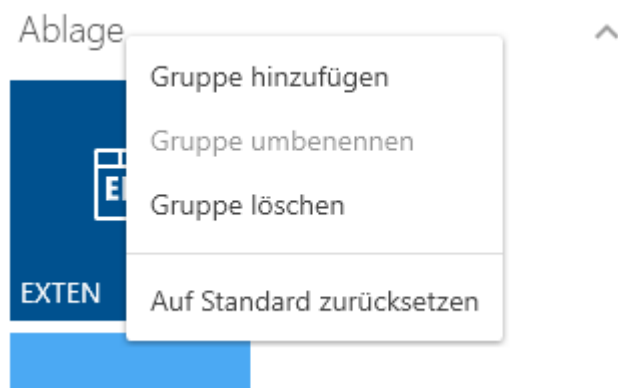 Ablage
Gruppe hinzufügen
Gruppe umbenennen
Gruppe löschen
EXTEN
Auf Standard zurücksetzen